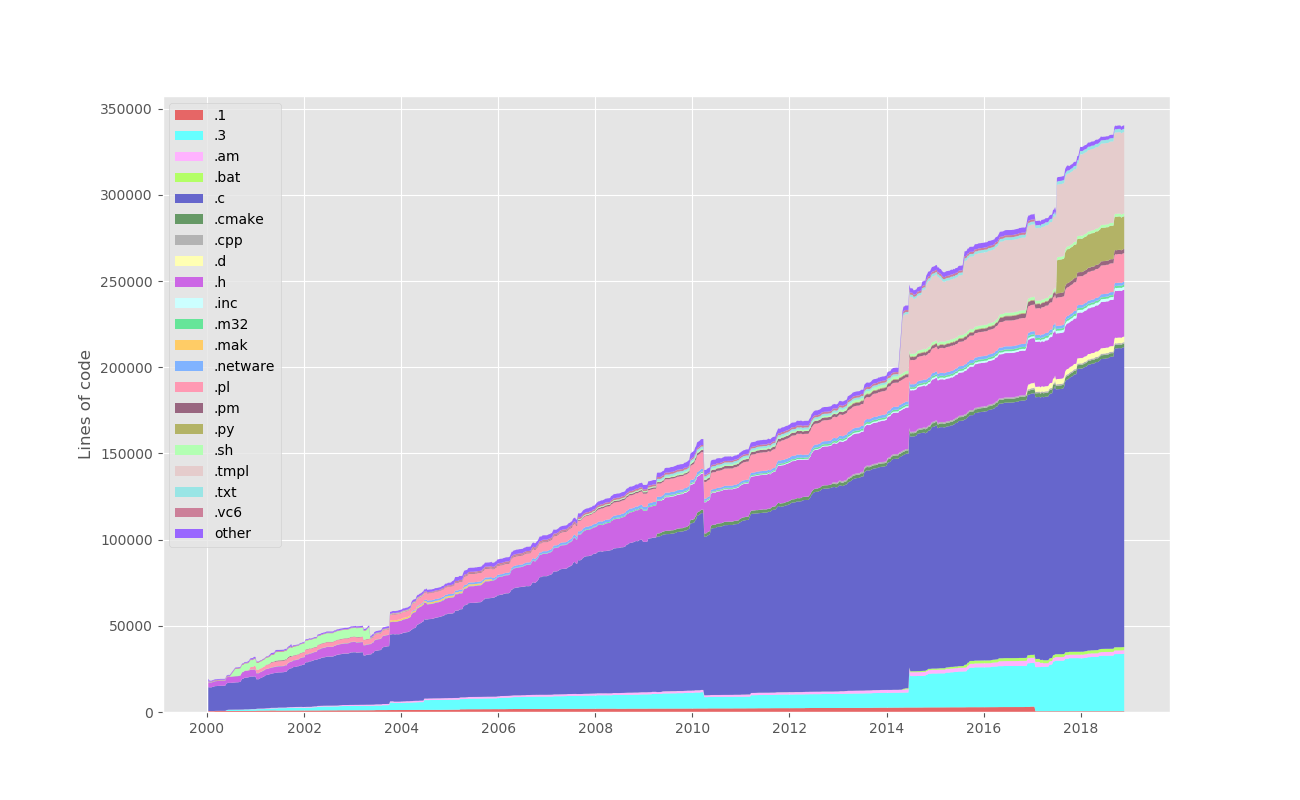 350000
300000
250000
200000
150000
100000
50000
0
Lines of code
.1
.3
.am
.bat
.c
.cmake
.cpp
.d
.h
.inc
.m32
.mak
.netware
.pl
.pm
.py
.sh
.tmpl
.txt
.vc6
other
2000 2002 2004 2006 2008 2010 2012 2014 2016 2018